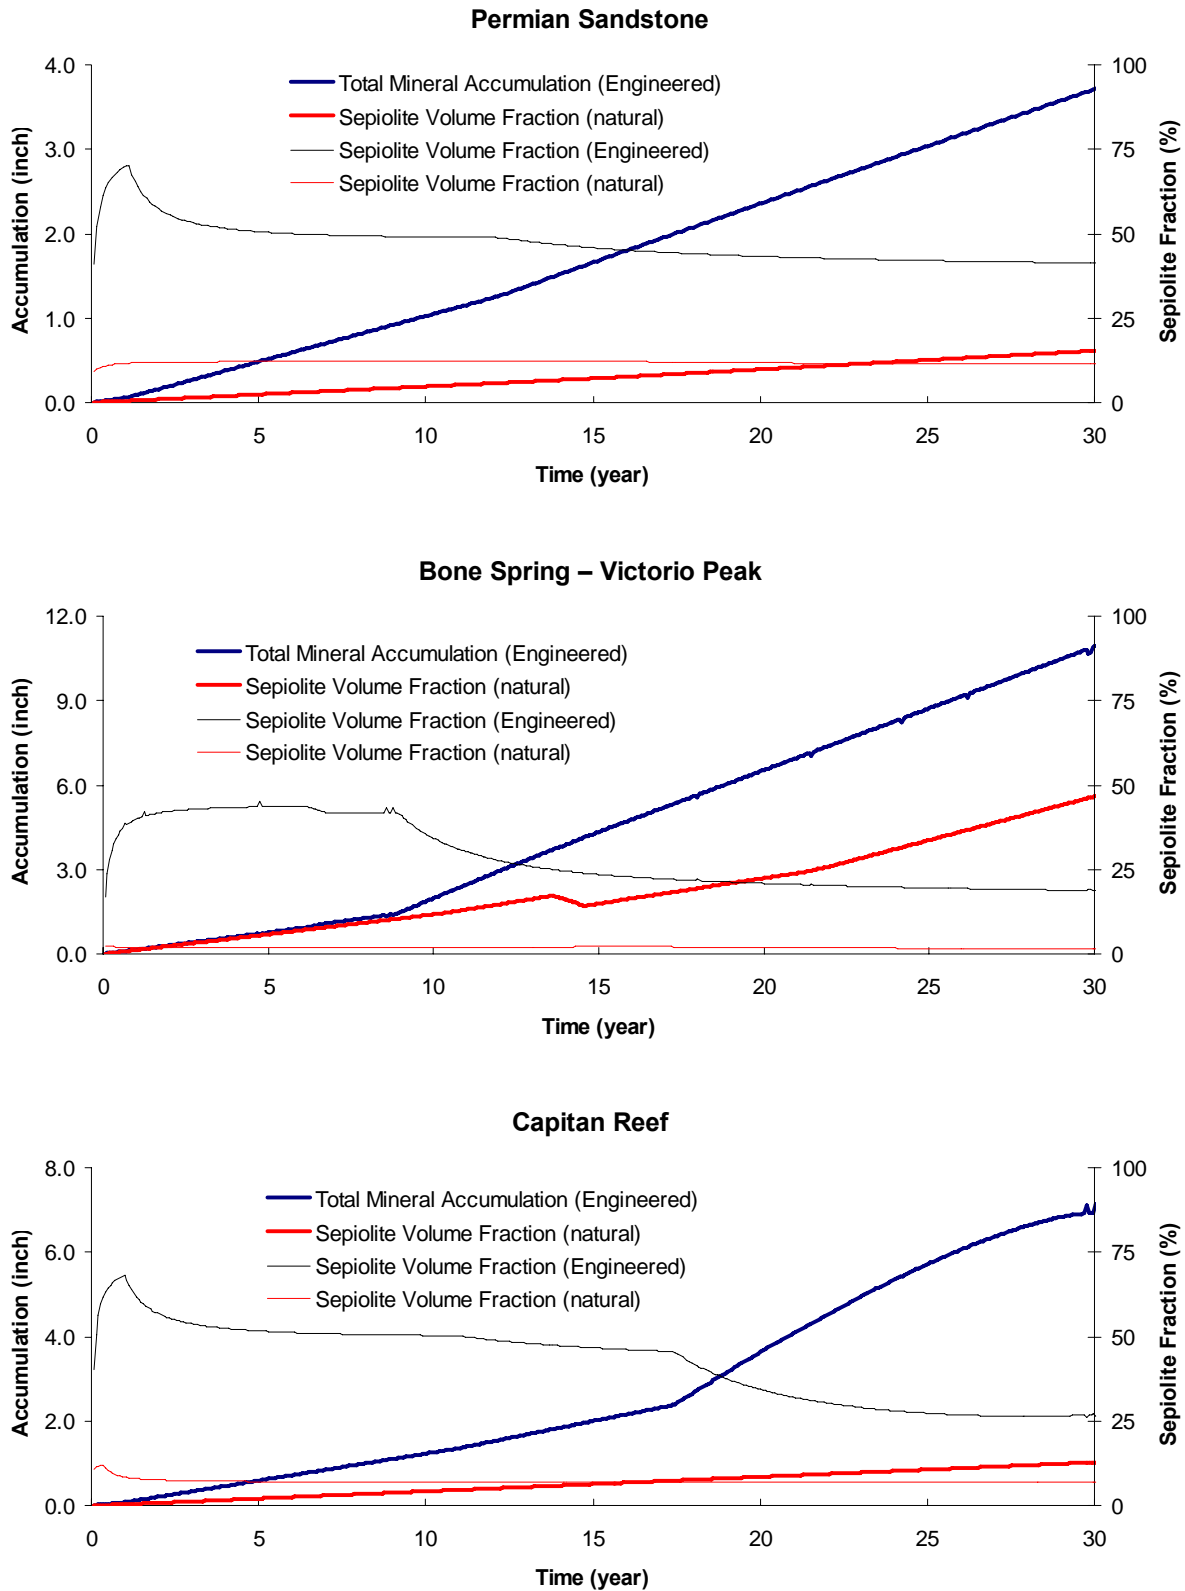 Permian Sandstone
4.0
3.0
2.0
1.0
0.0
Accumulation (inch)
Total Mineral Accumulation (Engineered)
Sepiolite Volume Fraction (natural)
Sepiolite Volume Fraction (Engineered)
Sepiolite Volume Fraction (natural)
100
75
50
25
0
Sepiolite Fraction (%)
0 5 10 15 20 25 30
Time (year)
Bone Spring – Victorio Peak
12.0
9.0
6.0
3.0
0.0
Accumulation (inch)
Total Mineral Accumulation (Engineered)
Sepiolite Volume Fraction (natural)
Sepiolite Volume Fraction (Engineered)
Sepiolite Volume Fraction (natural)
100
75
50
25
0
Sepiolite Fraction (%)
0 5 10 15 20 25 30
Time (year)
Capitan Reef
8.0
6.0
4.0
2.0
0.0
Accumulation (inch)
Total Mineral Accumulation (Engineered)
Sepiolite Volume Fraction (natural)
Sepiolite Volume Fraction (Engineered)
Sepiolite Volume Fraction (natural)
100
75
50
25
0
Sepiolite Fraction (%)
0 5 10 15 20 25 30
Time (year)